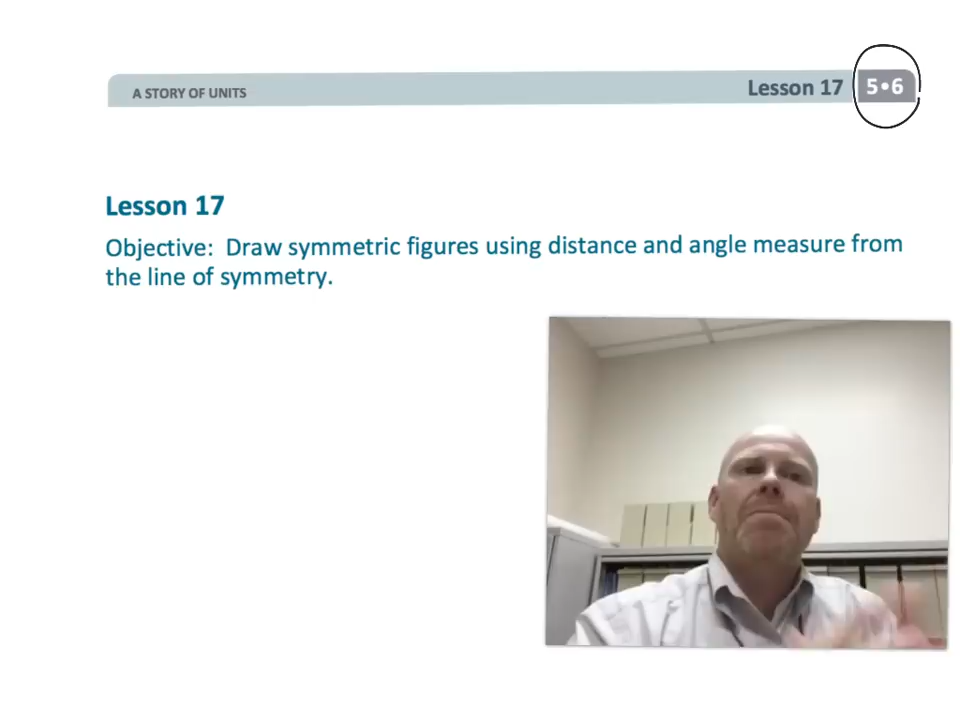 A STORY OF UNITS
Lesson 17 5•6
Lesson 17
Objective: Draw symmetric figures using distance and angle measure from
the line of symmetry.